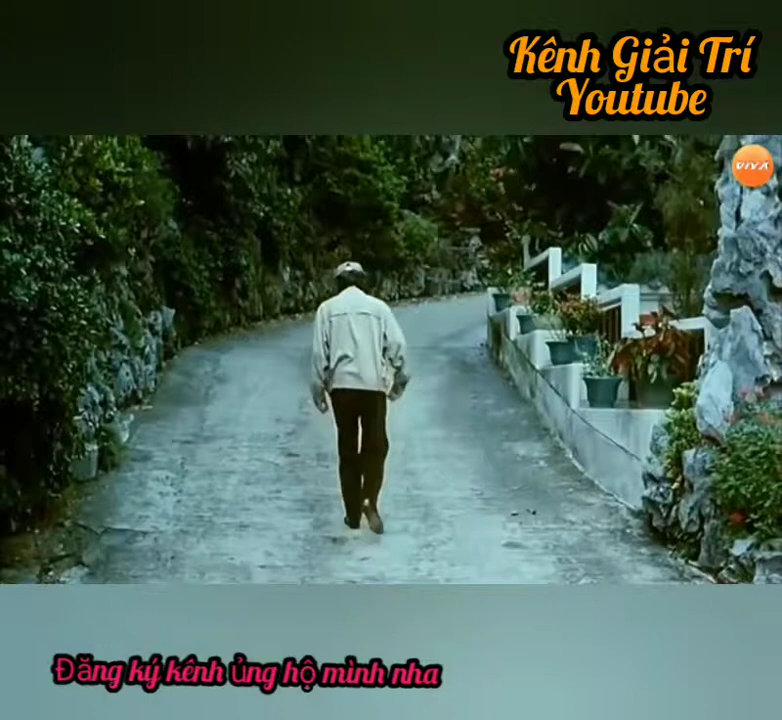 Kênh Giải Trí
Youtube
VIVA
Đăng ký kênh ủng hộ mình nha